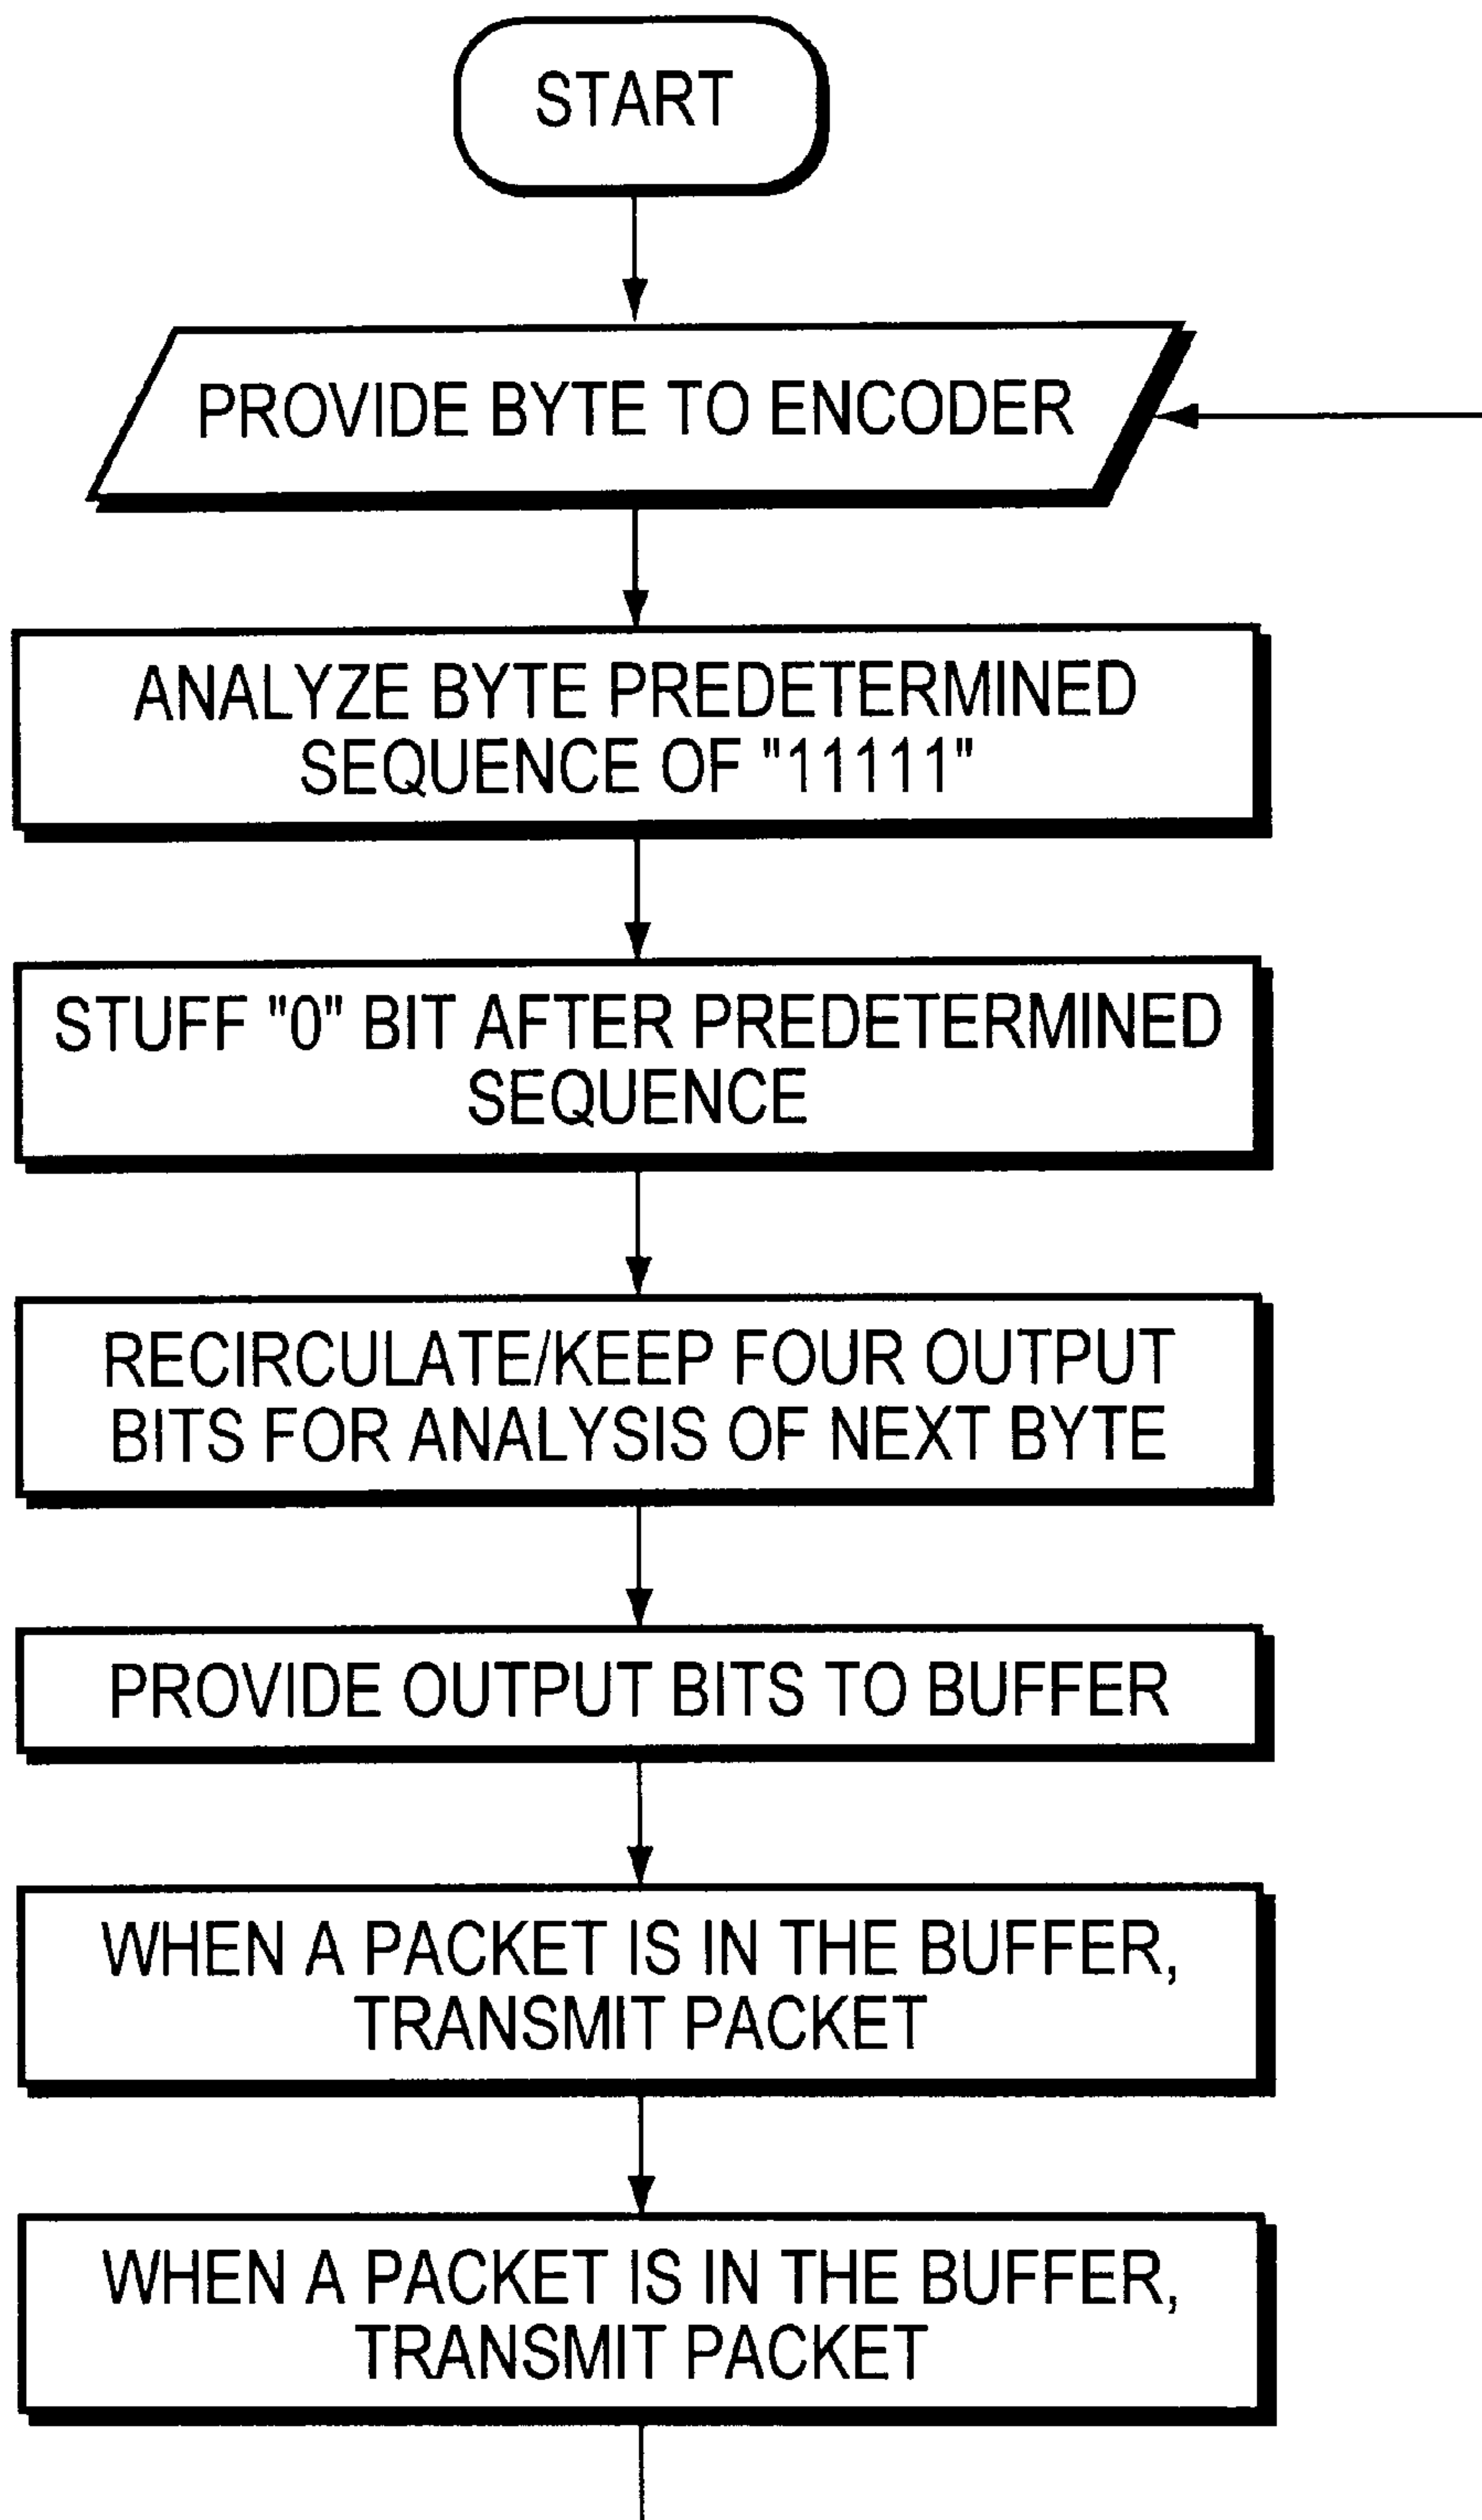 START
PROVIDE BYTE TO ENCODER
ANALYZE BYTE PREDETERMINED
SEQUENCE OF "11111"
STUFF "0" BIT AFTER PREDETERMINED
SEQUENCE
RECIRCULATE/KEEP FOUR OUTPUT
BITS FOR ANALYSIS OF NEXT BYTE
PROVIDE OUTPUT BITS TO BUFFER
WHEN A PACKET IS IN THE BUFFER,
TRANSMIT PACKET
WHEN A PACKET IS IN THE BUFFER,
TRANSMIT PACKET